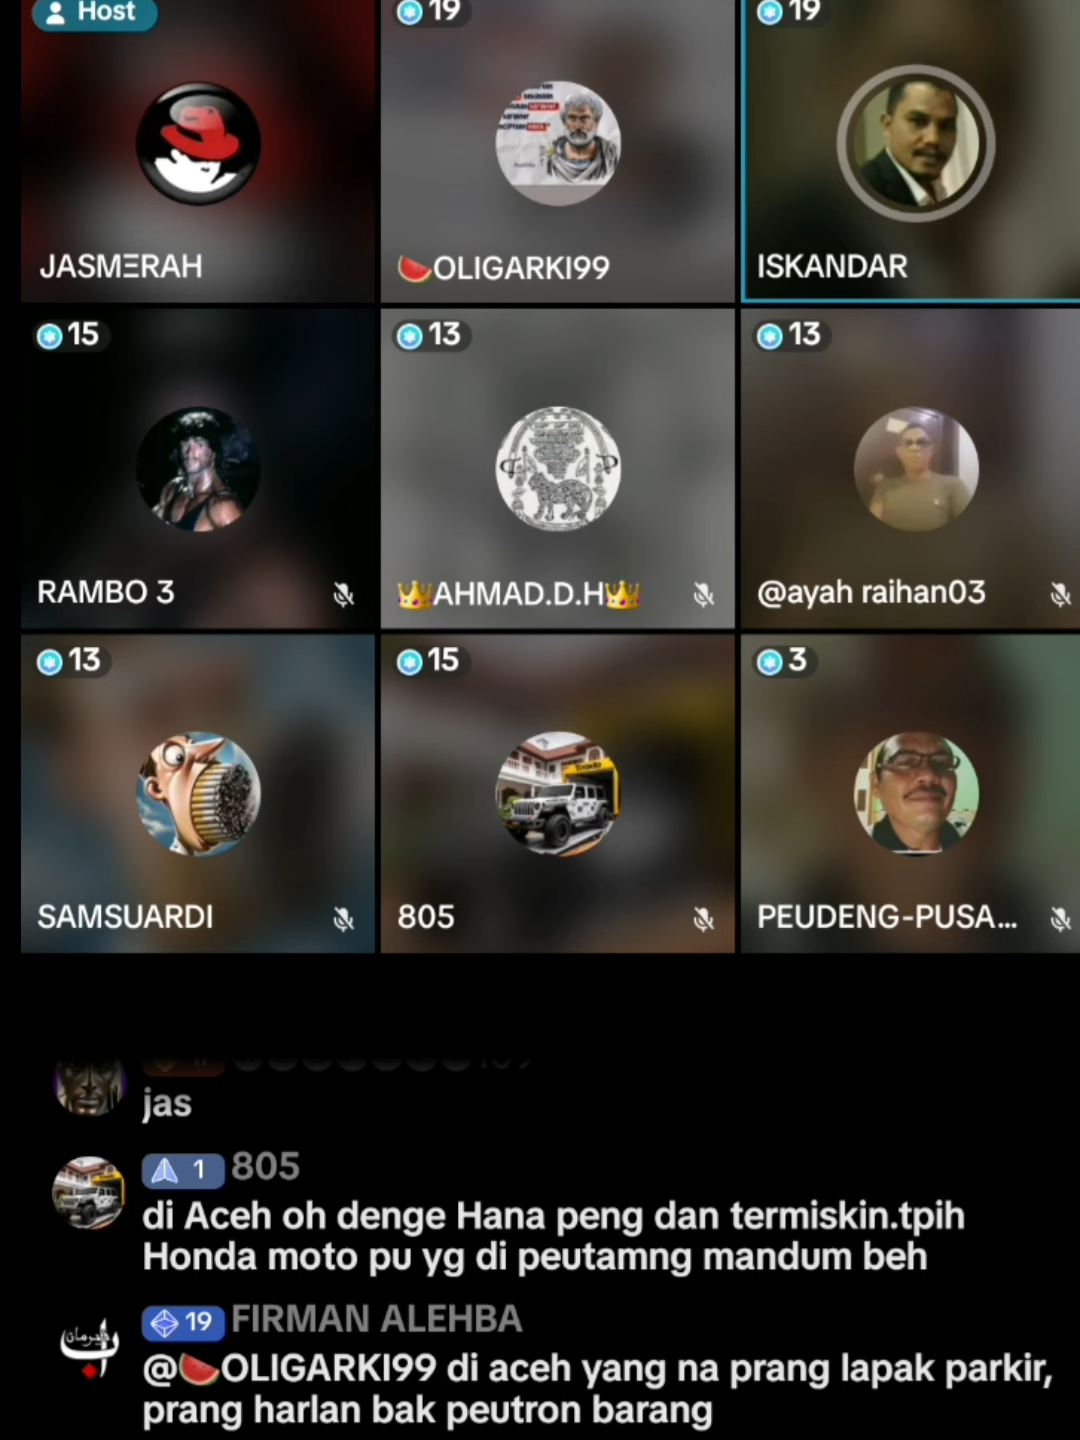 Host
19
19
JASMΞRAH
🍉OLIGARKI99
ISKANDAR
15
13
13
RAMBO 3
👑AHMAD.D.H👑
@ayah raihan03
13
15
3
SAMSUARDI
805
PEUDENG-PUSA...
jas
1 805
di Aceh oh denge Hana peng dan termiskin.tpih
Honda moto pu yg di peutamng mandum beh
19 FIRMAN ALEHBA
@🍉OLIGARKI99 di aceh yang na prang lapak parkir,
prang harlan bak peutron barang